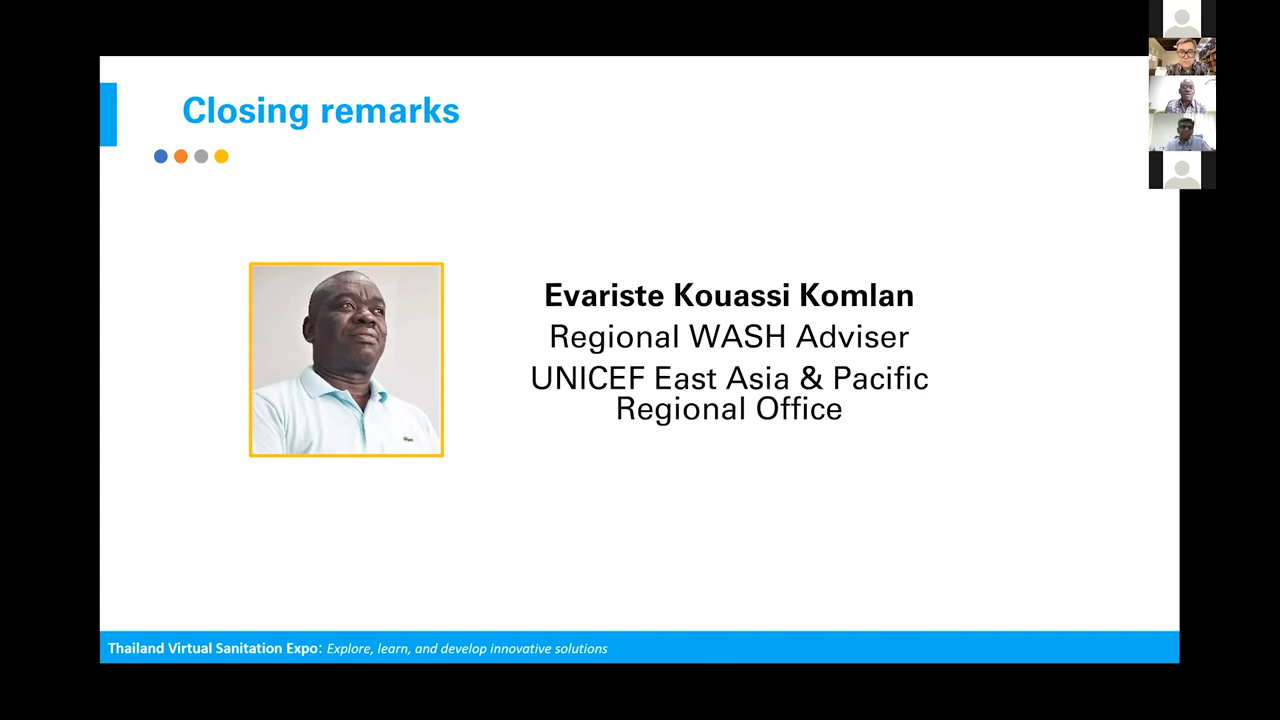 Closing remarks
Evariste Kouassi Komlan
Regional WASH Adviser
UNICEF East Asia & Pacific
Regional Office
Thailand Virtual Sanitation Expo: Explore, learn, and develop innovative solutions